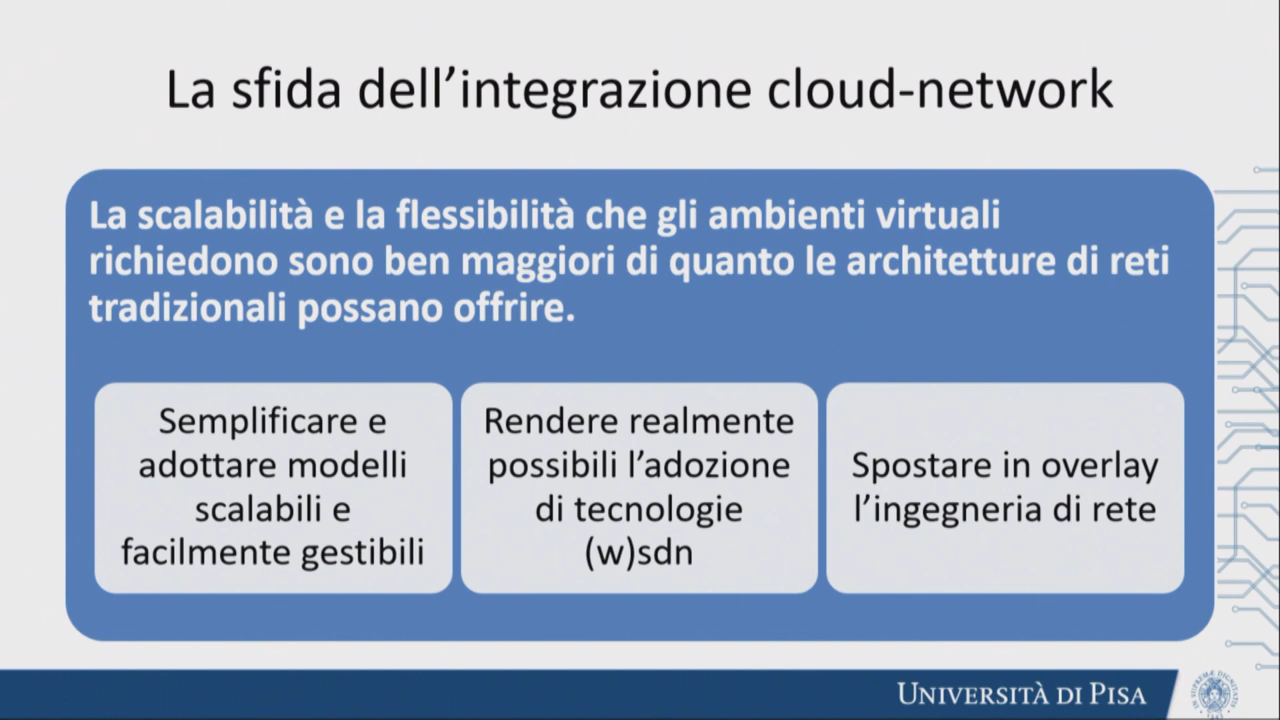 La sfida dell’integrazione cloud-network
La scalabilità e la flessibilità che gli ambienti virtuali
richiedono sono ben maggiori di quanto le architetture di reti
tradizionali possano offrire.
Semplificare e
adottare modelli
scalabili e
facilmente gestibili
Rendere realmente
possibili l’adozione
di tecnologie
(w)sdn
Spostare in overlay
l’ingegneria di rete
UNIVERSITÀ DI PISA